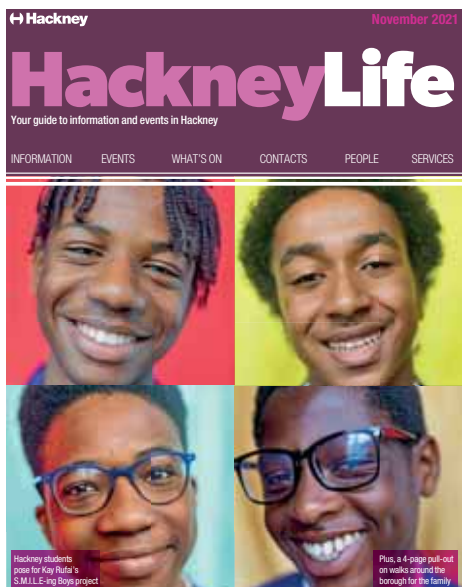 Hackney
November 2021
HackneyLife
Your guide to information and events in Hackney
INFORMATION EVENTS WHAT'S ON CONTACTS PEOPLE SERVICES
Hackney students
pose for Kay Rufai's
S.M.I.L.E-ing Boys project
Plus, a 4-page pull-out
on walks around the
borough for the family